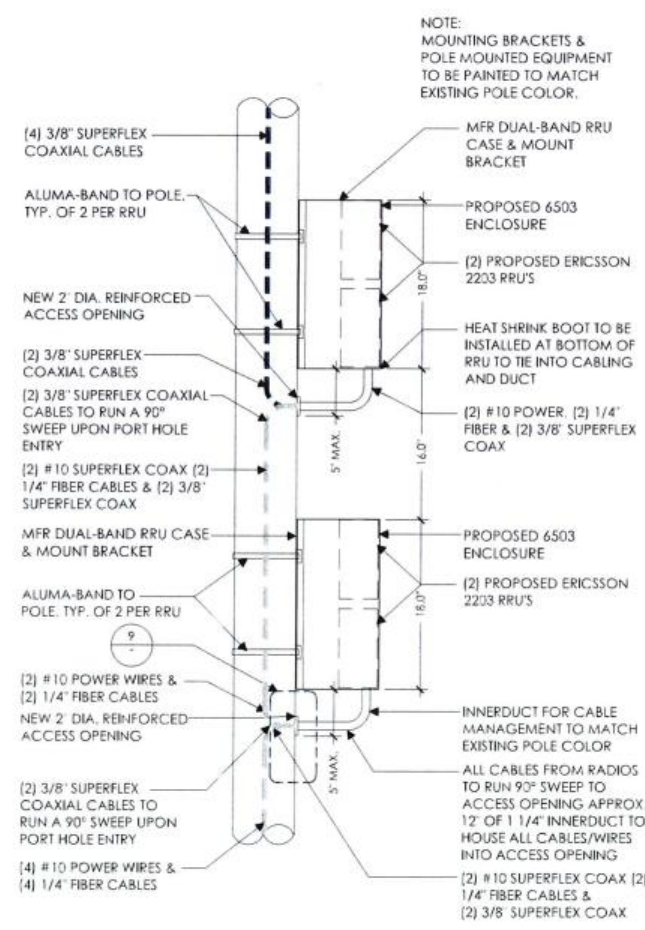 NOTE:
MOUNTING BRACKETS &
POLE MOUNTED EQUIPMENT
TO BE PAINTED TO MATCH
EXISTING POLE COLOR.
(4) 3/8" SUPERFLEX
COAXIAL CABLES
ALUMA-BAND TO POLE.
TYP. OF 2 PER RRU
NEW 2" DIA. REINFORCED
ACCESS OPENING
(2) 3/8" SUPERFLEX
COAXIAL CABLES
(2) 3/8" SUPERFLEX COAXIAL
CABLES TO RUN A 90°
SWEEP UPON PORT HOLE
ENTRY
(2) #10 SUPERFLEX COAX (2)
1/4" FIBER CABLES & (2) 3/8"
SUPERFLEX COAX
MFR DUAL-BAND RRU CASE
& MOUNT BRACKET
ALUMA-BAND TO
POLE. TYP. OF 2 PER RRU
9
-
(2) #10 POWER WIRES &
(2) 1/4" FIBER CABLES
NEW 2" DIA. REINFORCED
ACCESS OPENING
(2) 3/8" SUPERFLEX
COAXIAL CABLES TO
RUN A 90° SWEEP UPON
PORT HOLE ENTRY
(4) #10 POWER WIRES &
(4) 1/4" FIBER CABLES
MFR DUAL-BAND RRU
CASE & MOUNT
BRACKET
PROPOSED 6503
ENCLOSURE
(2) PROPOSED ERICSSON
2203 RRU'S
18.0"
HEAT SHRINK BOOT TO BE
INSTALLED AT BOTTOM OF
RRU TO TIE INTO CABLING
AND DUCT
(2) #10 POWER, (2) 1/4"
FIBER & (2) 3/8" SUPERFLEX
COAX
5" MAX.
16.0"
PROPOSED 6503
ENCLOSURE
(2) PROPOSED ERICSSON
2203 RRU'S
18.0"
INNERDUCT FOR CABLE
MANAGEMENT TO MATCH
EXISTING POLE COLOR
5" MAX.
ALL CABLES FROM RADIOS
TO RUN 90° SWEEP TO
ACCESS OPENING APPROX
12" OF 1 1/4" INNERDUCT TO
HOUSE ALL CABLES/WIRES
INTO ACCESS OPENING
(2) #10 SUPERFLEX COAX (2)
1/4" FIBER CABLES &
(2) 3/8" SUPERFLEX COAX